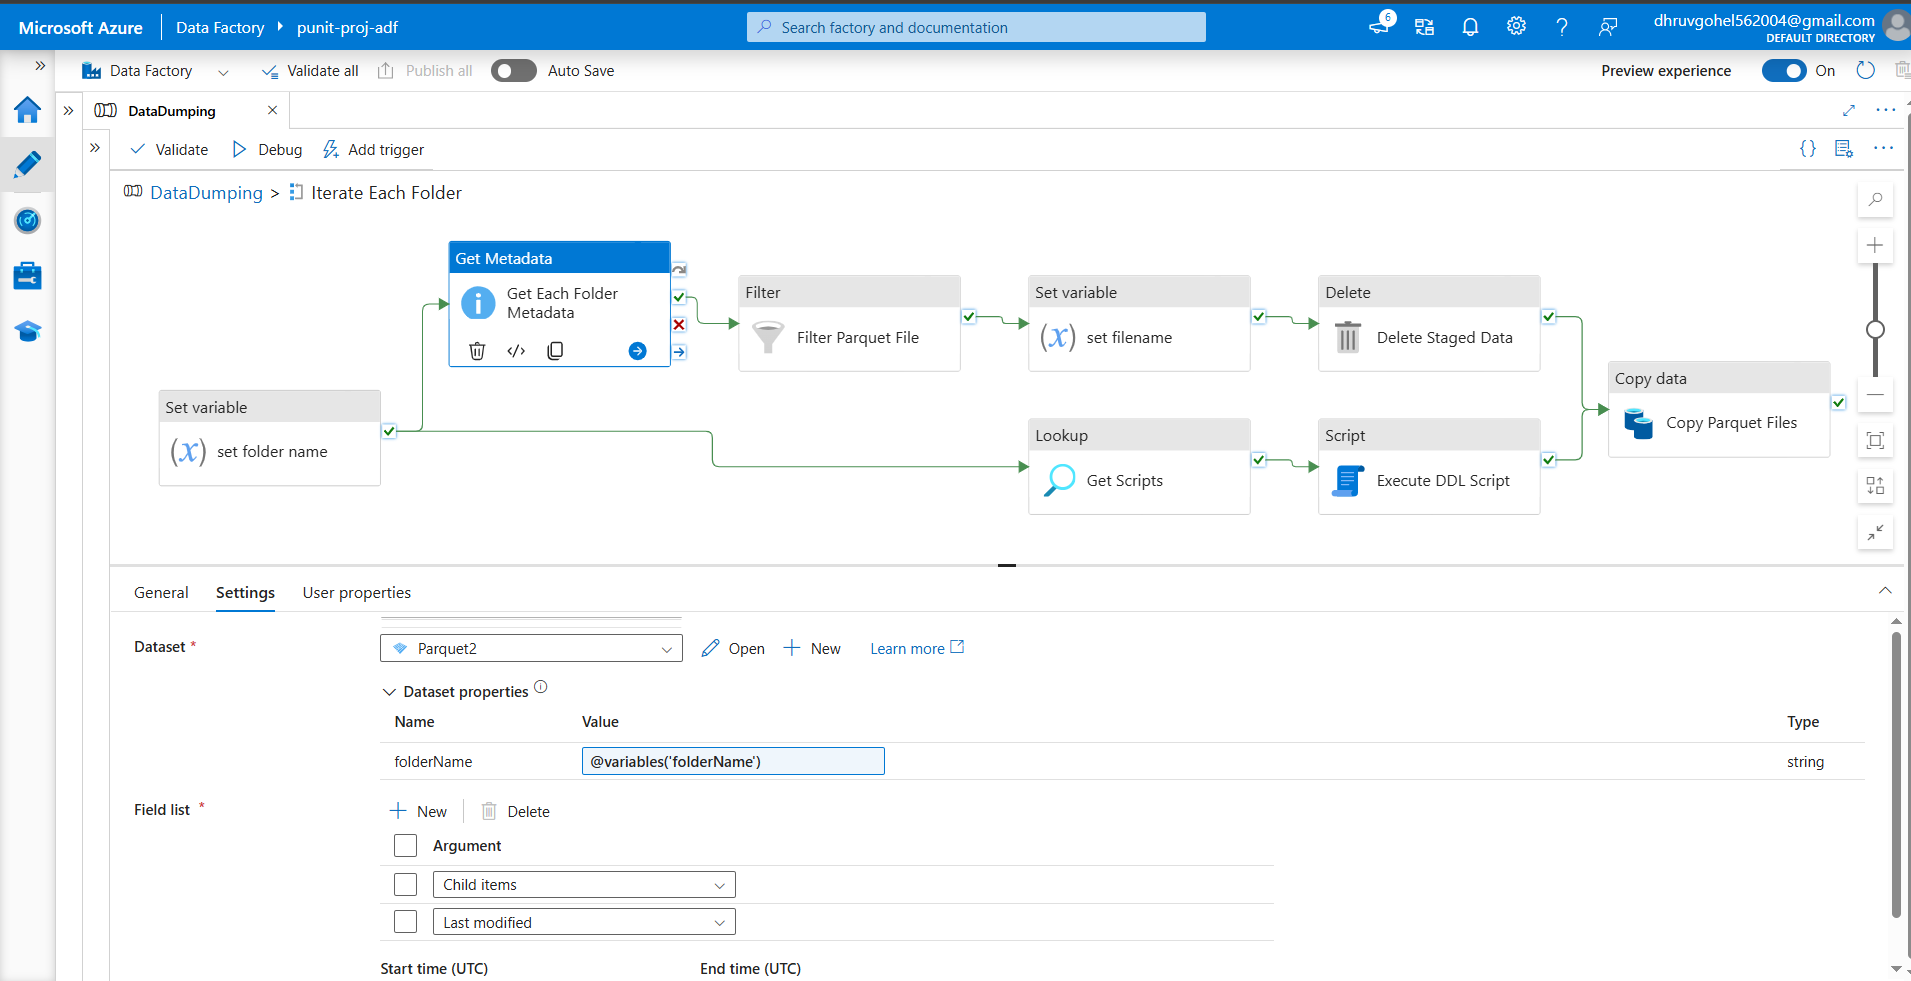 Microsoft Azure
Data Factory
punit-proj-adf
Search factory and documentation
6
dhruvgohel562004@gmail.com
DEFAULT DIRECTORY
Data Factory
Validate all
Publish all
Auto Save
Preview experience
On
DataDumping
Validate
Debug
Add trigger
{}
DataDumping > Iterate Each Folder
Get Metadata
Get Each Folder
Metadata
Filter
Filter Parquet File
Set variable
(x) set filename
Delete
Delete Staged Data
Copy data
Copy Parquet Files
Set variable
(x) set folder name
Lookup
Get Scripts
Script
Execute DDL Script
General
Settings
User properties
Dataset *
Parquet2
Open
New
Learn more
Dataset properties
Name
Value
Type
folderName
@variables('folderName')
string
Field list *
New
Delete
Argument
Child items
Last modified
Start time (UTC)
End time (UTC)